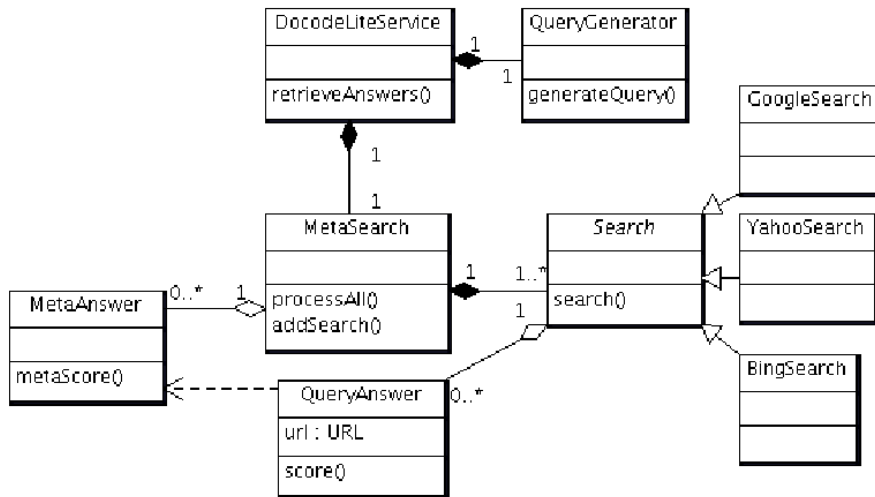 DocodeLiteService
retrieveAnswers()
QueryGenerator
generateQuery()
1
1
GoogleSearch
1
1
MetaSearch
processAll()
addSearch()
Search
search()
YahooSearch
1
1..*
MetaAnswer
metaScore()
0..*
1
1
QueryAnswer
url : URL
score()
0..*
BingSearch